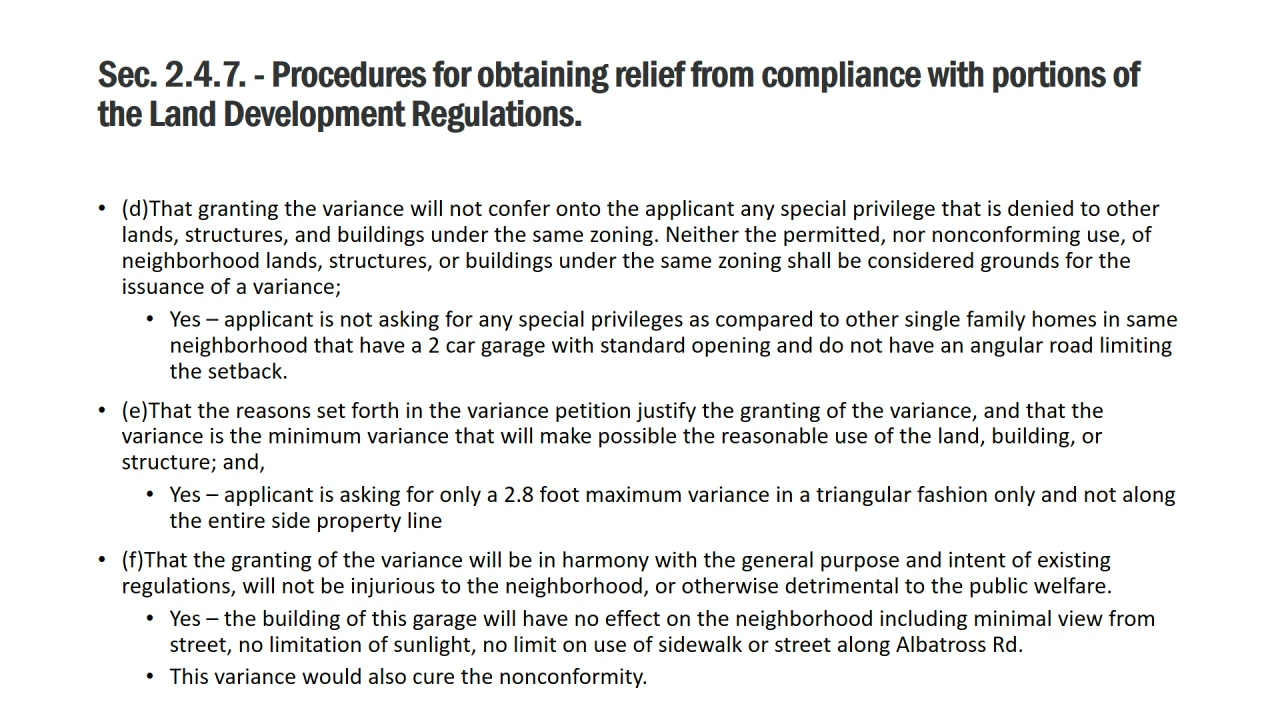 Sec. 2.4.7. - Procedures for obtaining relief from compliance with portions of
the Land Development Regulations.
• (d)That granting the variance will not confer onto the applicant any special privilege that is denied to other
lands, structures, and buildings under the same zoning. Neither the permitted, nor nonconforming use, of
neighborhood lands, structures, or buildings under the same zoning shall be considered grounds for the
issuance of a variance;
• Yes – applicant is not asking for any special privileges as compared to other single family homes in same
neighborhood that have a 2 car garage with standard opening and do not have an angular road limiting
the setback.
• (e)That the reasons set forth in the variance petition justify the granting of the variance, and that the
variance is the minimum variance that will make possible the reasonable use of the land, building, or
structure; and,
• Yes – applicant is asking for only a 2.8 foot maximum variance in a triangular fashion only and not along
the entire side property line
• (f)That the granting of the variance will be in harmony with the general purpose and intent of existing
regulations, will not be injurious to the neighborhood, or otherwise detrimental to the public welfare.
• Yes – the building of this garage will have no effect on the neighborhood including minimal view from
street, no limitation of sunlight, no limit on use of sidewalk or street along Albatross Rd.
• This variance would also cure the nonconformity.